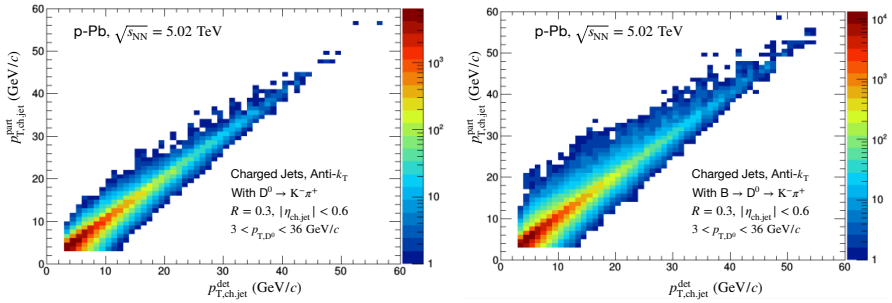 p-Pb, √sNN = 5.02 TeV
Charged Jets, Anti-kT
With D⁰ → K⁻π⁺
R = 0.3, |ηch.jet| < 0.6
3 < pT,D⁰ < 36 GeV/c
p^part T,ch.jet (GeV/c)
p^det T,ch.jet (GeV/c)
60
50
40
30
20
10
0
0 10 20 30 40 50 60
10³
10²
10
1
p-Pb, √sNN = 5.02 TeV
Charged Jets, Anti-kT
With B → D⁰ → K⁻π⁺
R = 0.3, |ηch.jet| < 0.6
3 < pT,D⁰ < 36 GeV/c
p^part T,ch.jet (GeV/c)
p^det T,ch.jet (GeV/c)
60
50
40
30
20
10
0
0 10 20 30 40 50 60
10⁴
10³
10²
10
1